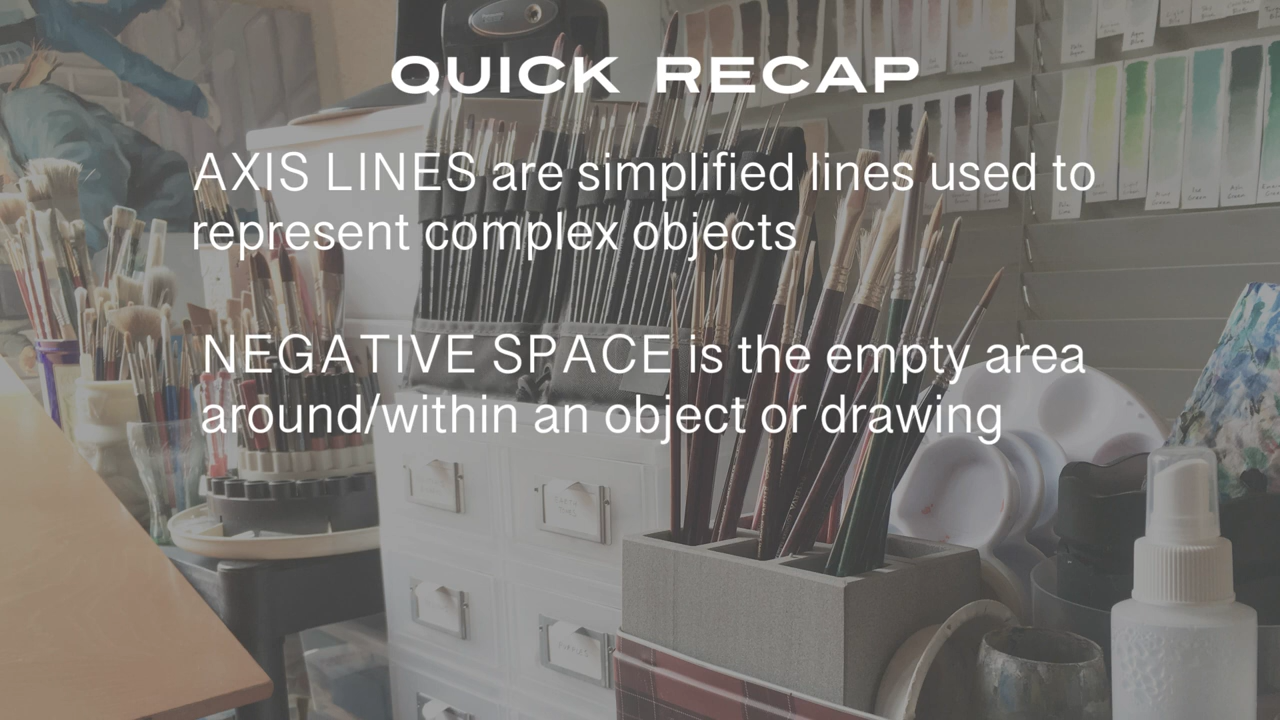 QUICK RECAP
AXIS LINES are simplified lines used to
represent complex objects
NEGATIVE SPACE is the empty area
around/within an object or drawing